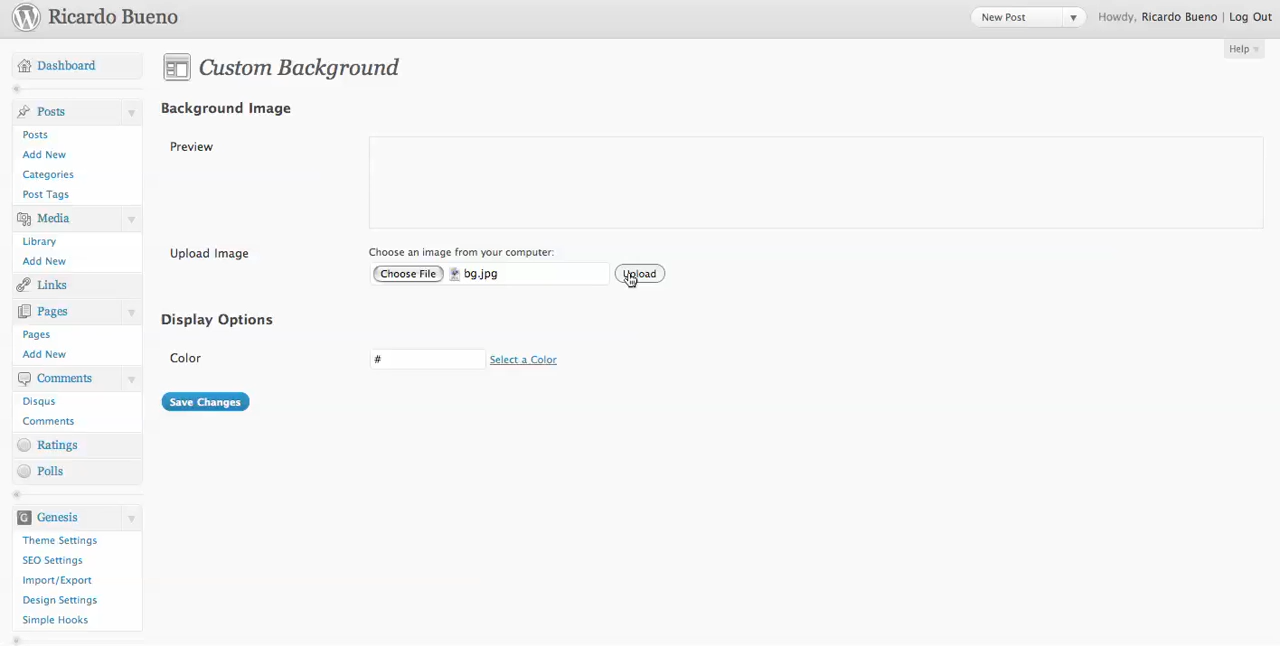 Ricardo Bueno
New Post
Howdy, Ricardo Bueno | Log Out
Help
Dashboard
Posts
Posts
Add New
Categories
Post Tags
Media
Library
Add New
Links
Pages
Pages
Add New
Comments
Disqus
Comments
Ratings
Polls
Genesis
Theme Settings
SEO Settings
Import/Export
Design Settings
Simple Hooks
Custom Background
Background Image
Preview
Upload Image
Choose an image from your computer:
Choose File bg.jpg Upload
Display Options
Color # Select a Color
Save Changes